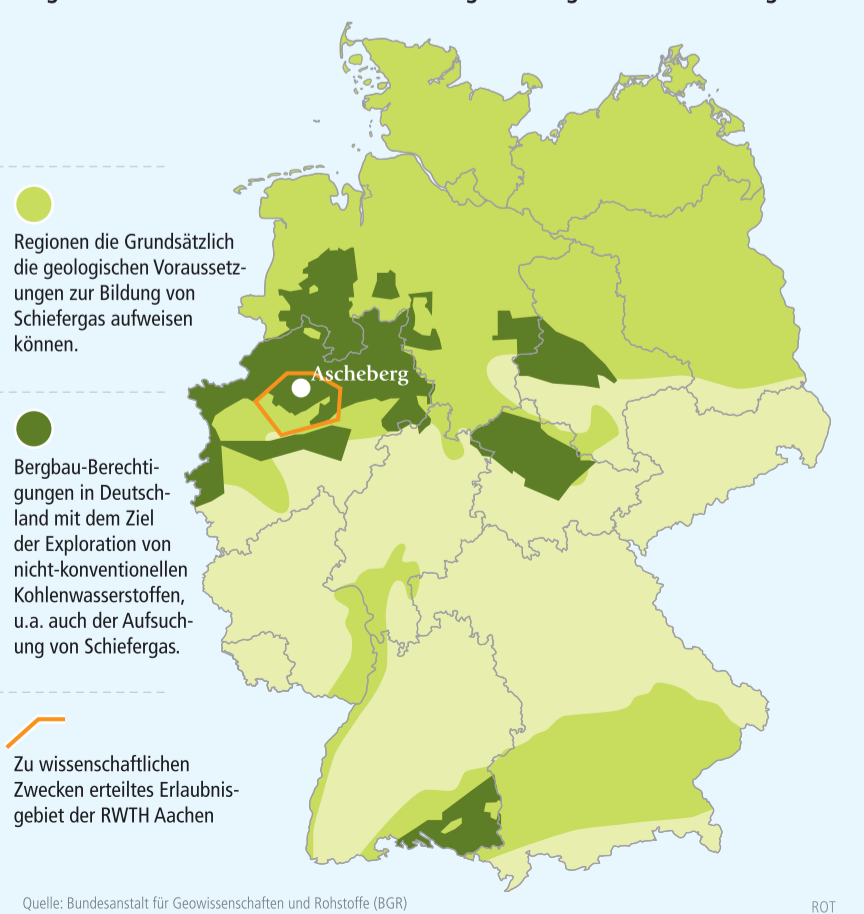 Regionen die Grundsätzlich
die geologischen Voraussetz-
ungen zur Bildung von
Schiefergas aufweisen
können.
Ascheberg
Bergbau-Berechti-
gungen in Deutsch-
land mit dem Ziel
der Exploration von
nicht-konventionellen
Kohlenwasserstoffen,
u.a. auch der Aufsuch-
ung von Schiefergas.
Zu wissenschaftlichen
Zwecken erteiltes Erlaubnis-
gebiet der RWTH Aachen
Quelle: Bundesanstalt für Geowissenschaften und Rohstoffe (BGR)
ROT